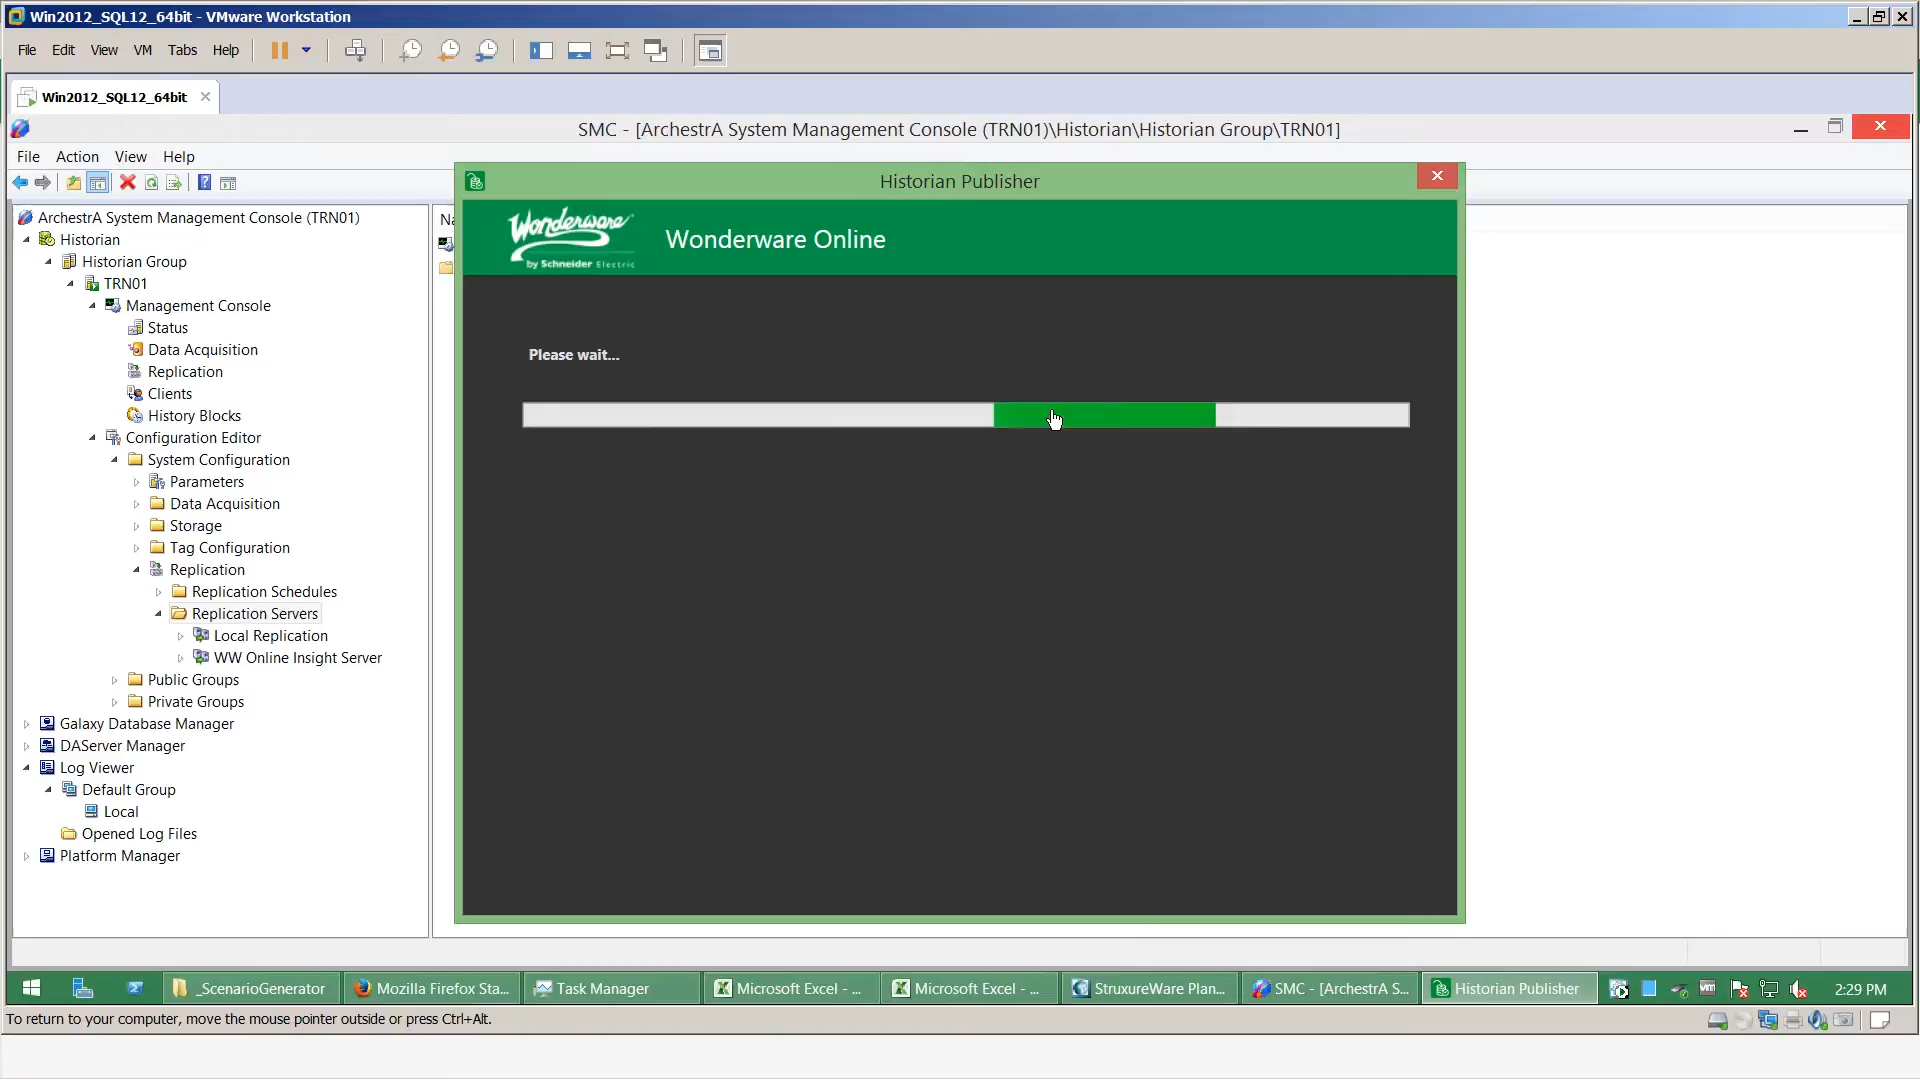 Win2012_SQL12_64bit - VMware Workstation
File Edit View VM Tabs Help
Win2012_SQL12_64bit
SMC - [ArchestrA System Management Console (TRN01)\Historian\Historian Group\TRN01]
File Action View Help
Historian Publisher
Wonderware
by Schneider Electric
Wonderware Online
Please wait...
ArchestrA System Management Console (TRN01)
Historian
Historian Group
TRN01
Management Console
Status
Data Acquisition
Replication
Clients
History Blocks
Configuration Editor
System Configuration
Parameters
Data Acquisition
Storage
Tag Configuration
Replication
Replication Schedules
Replication Servers
Local Replication
WW Online Insight Server
Public Groups
Private Groups
Galaxy Database Manager
DAServer Manager
Log Viewer
Default Group
Local
Opened Log Files
Platform Manager
Na
_ScenarioGenerator
Mozilla Firefox Sta...
Task Manager
Microsoft Excel - ...
Microsoft Excel - ...
StruxureWare Plan...
SMC - [ArchestrA S...
Historian Publisher
2:29 PM
To return to your computer, move the mouse pointer outside or press Ctrl+Alt.